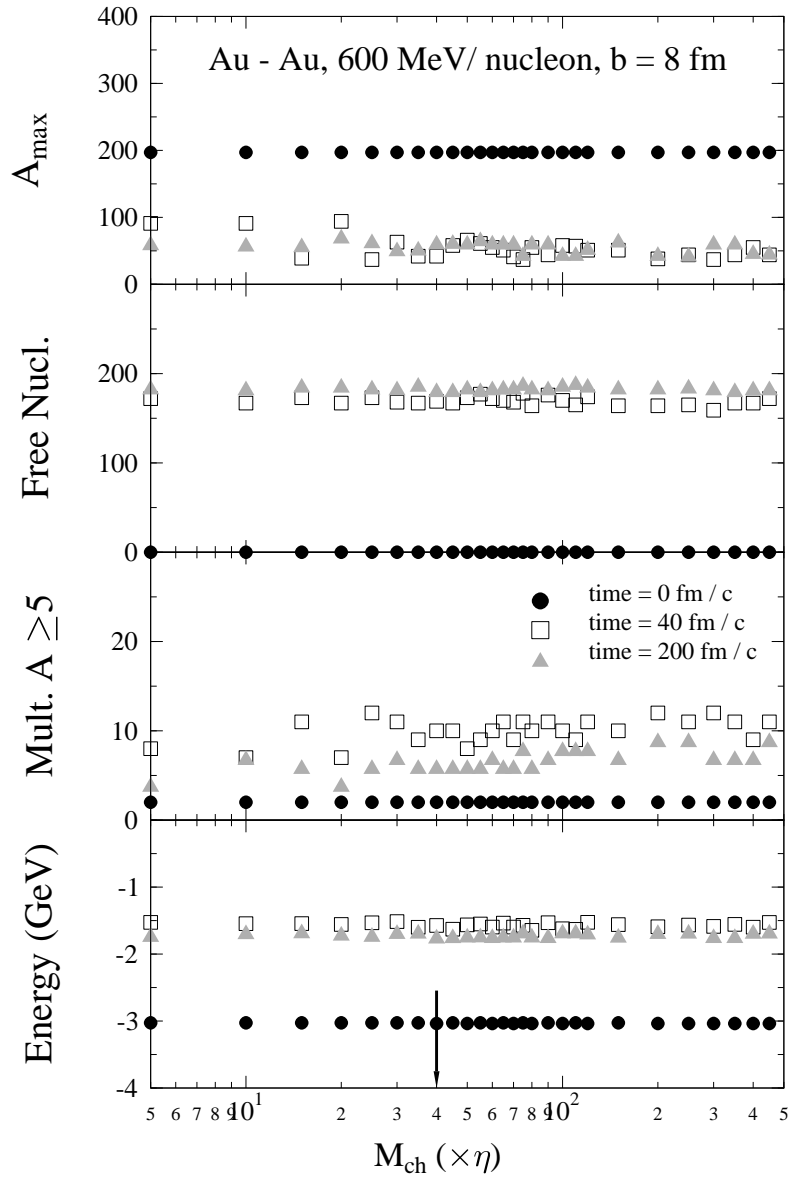 400
Au - Au, 600 MeV/ nucleon, b = 8 fm
300
A_max
200
100
0
Free Nucl.
200
100
0
Mult. A ≥5
time = 0 fm / c
time = 40 fm / c
time = 200 fm / c
20
10
0
Energy (GeV)
-1
-2
-3
-4
5 6 7 8 9 10^1 2 3 4 5 6 7 8 9 10^2 2 3 4 5
M_ch (×η)